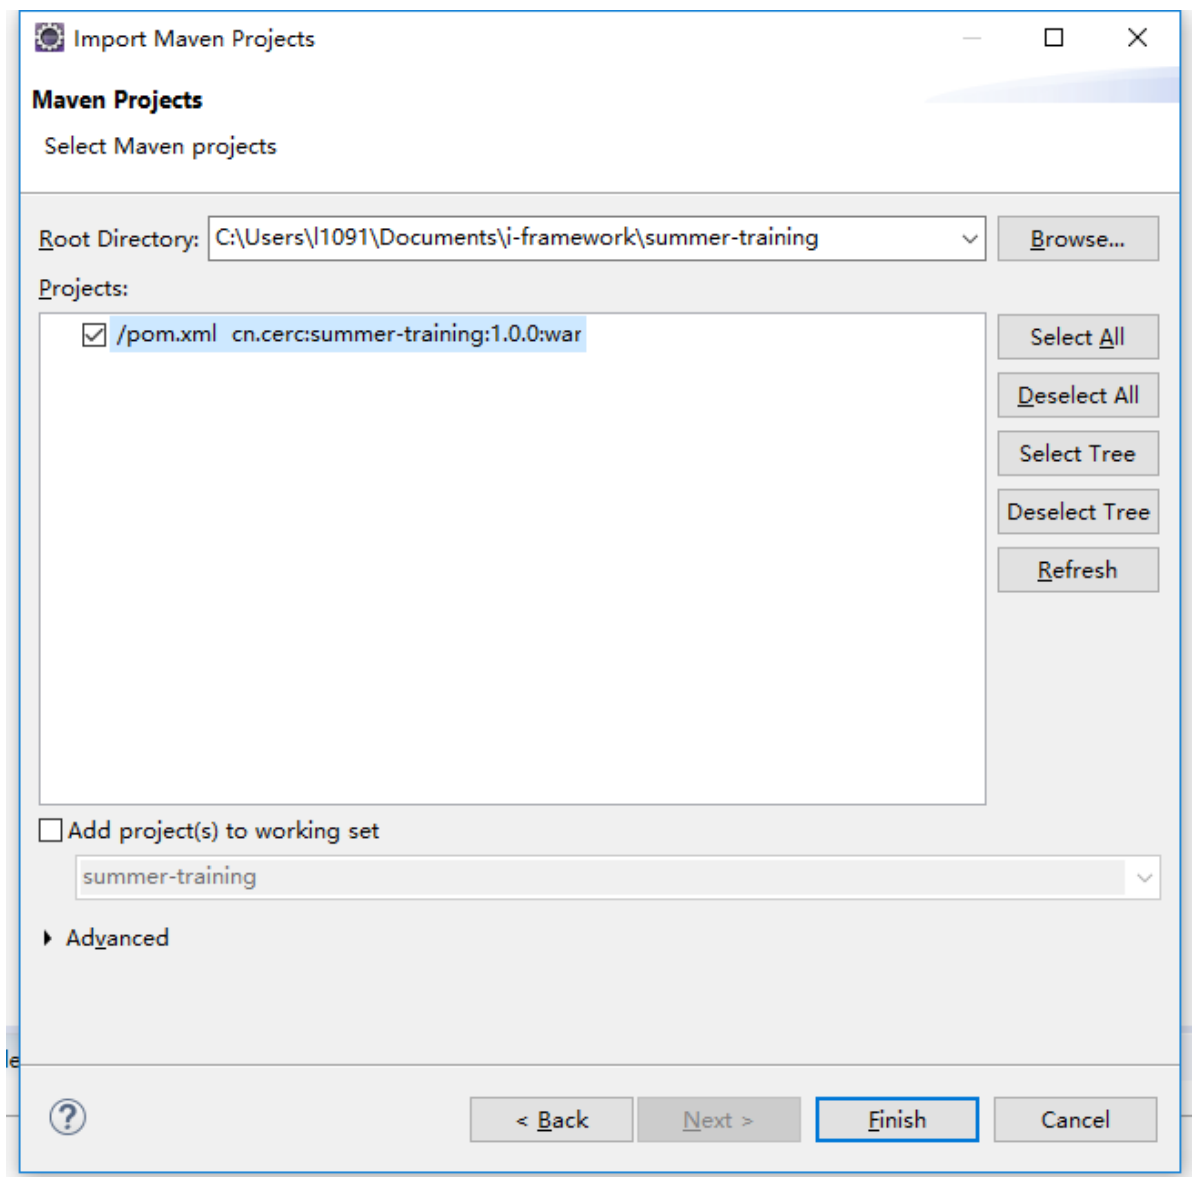 Import Maven Projects
Maven Projects
Select Maven projects
Root Directory: C:\Users\l1091\Documents\i-framework\summer-training Browse...
Projects:
/pom.xml cn.cerc:summer-training:1.0.0:war
Select All
Deselect All
Select Tree
Deselect Tree
Refresh
Add project(s) to working set
summer-training
Advanced
< Back Next > Finish Cancel